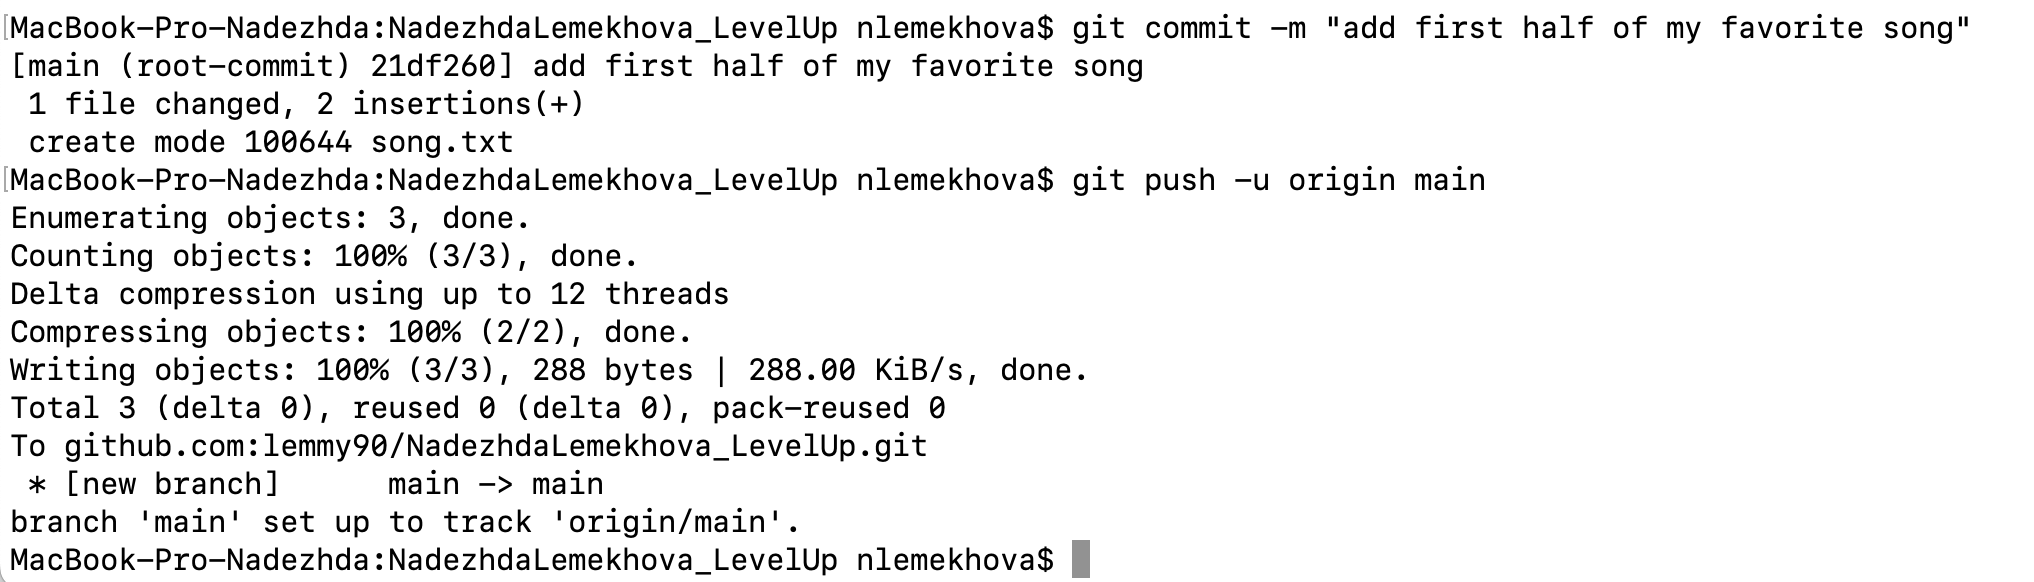 MacBook-Pro-Nadezhda:NadezhdaLemekhova_LevelUp nlemekhova$ git commit -m "add first half of my favorite song"
[main (root-commit) 21df260] add first half of my favorite song
 1 file changed, 2 insertions(+)
 create mode 100644 song.txt
MacBook-Pro-Nadezhda:NadezhdaLemekhova_LevelUp nlemekhova$ git push -u origin main
Enumerating objects: 3, done.
Counting objects: 100% (3/3), done.
Delta compression using up to 12 threads
Compressing objects: 100% (2/2), done.
Writing objects: 100% (3/3), 288 bytes | 288.00 KiB/s, done.
Total 3 (delta 0), reused 0 (delta 0), pack-reused 0
To github.com:lemmy90/NadezhdaLemekhova_LevelUp.git
 * [new branch]      main -> main
branch 'main' set up to track 'origin/main'.
MacBook-Pro-Nadezhda:NadezhdaLemekhova_LevelUp nlemekhova$